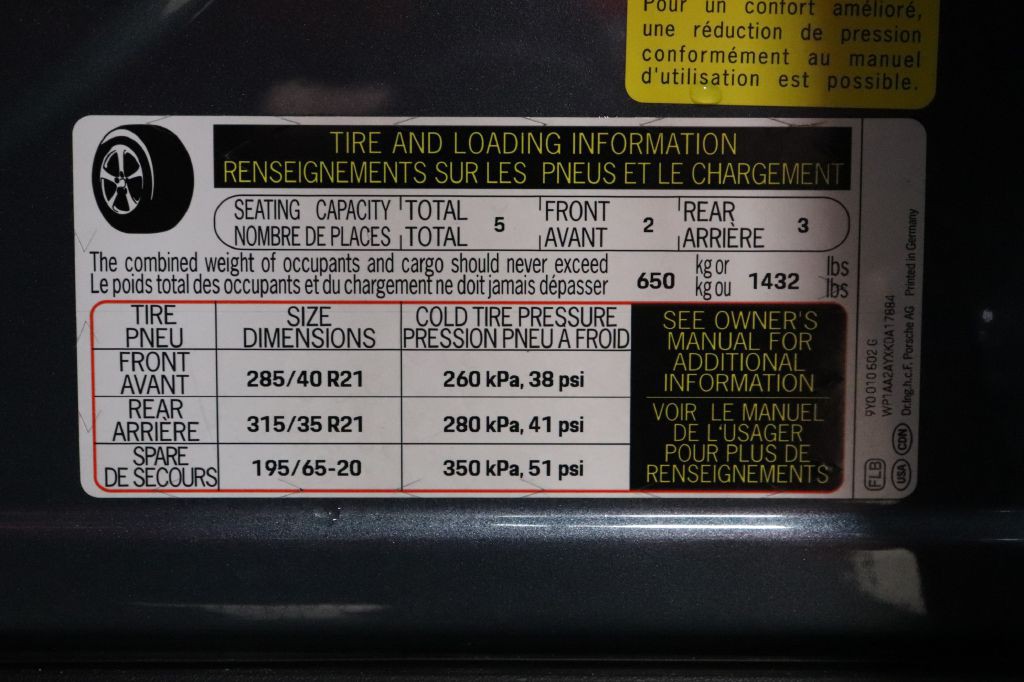 Pour un confort amélioré,
une réduction de pression
conformément au manuel
d'utilisation est possible.
TIRE AND LOADING INFORMATION
RENSEIGNEMENTS SUR LES PNEUS ET LE CHARGEMENT
SEATING CAPACITY TOTAL 5 FRONT 2 REAR 3
NOMBRE DE PLACES TOTAL AVANT ARRIÈRE
The combined weight of occupants and cargo should never exceed 650 kg or 1432 lbs
Le poids total des occupants et du chargement ne doit jamais dépasser kg ou lbs
TIRE SIZE COLD TIRE PRESSURE
PNEU DIMENSIONS PRESSION PNEU A FROID
FRONT
AVANT 285/40 R21 260 kPa, 38 psi
REAR
ARRIÈRE 315/35 R21 280 kPa, 41 psi
SPARE
DE SECOURS 195/65-20 350 kPa, 51 psi
SEE OWNER'S
MANUAL FOR
ADDITIONAL
INFORMATION
VOIR LE MANUEL
DE L'USAGER
POUR PLUS DE
RENSEIGNEMENTS
9Y0 010 502 G
WP1AA2AYXKDA17884
Dr.Ing.h.c.F. Porsche AG Printed in Germany
FLB
USA CDN